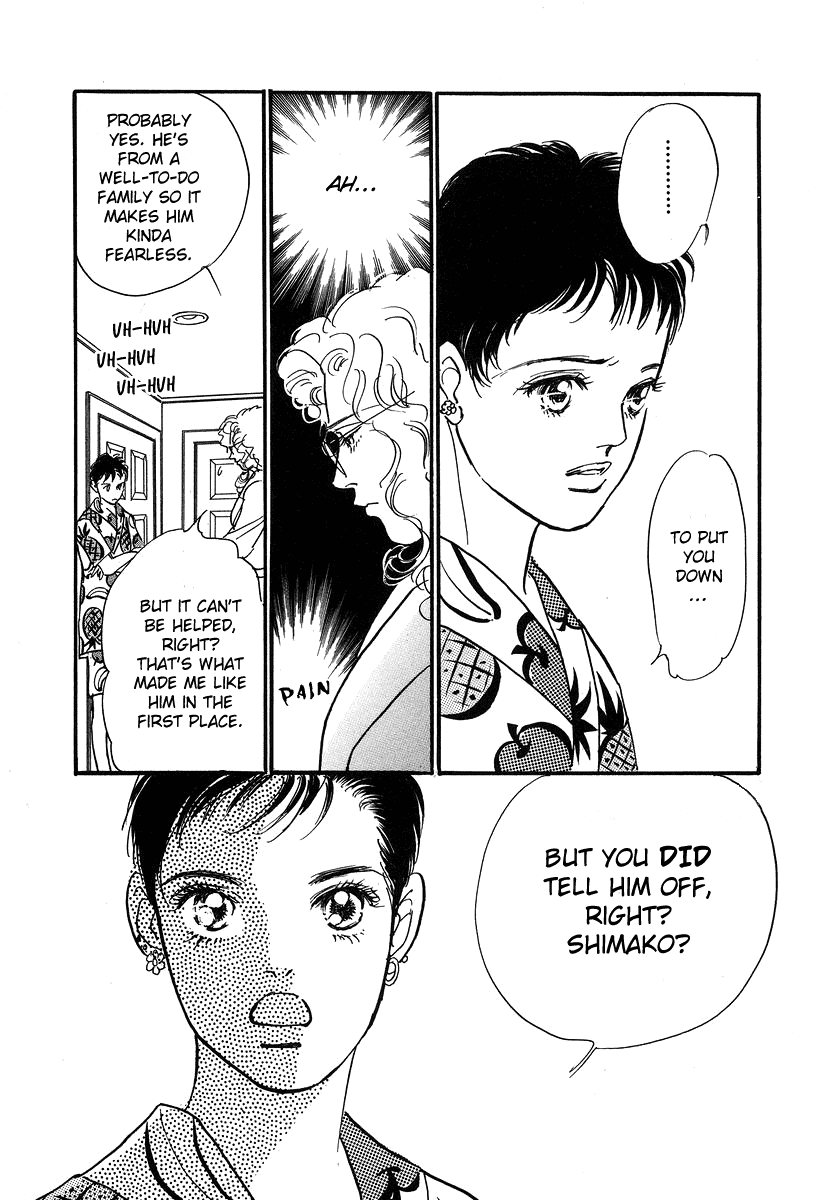 .........
TO PUT
YOU
DOWN
...
AH...
PAIN
PROBABLY
YES. HE'S
FROM A
WELL-TO-DO
FAMILY SO IT
MAKES HIM
KINDA
FEARLESS.
UH-HUH
UH-HUH
UH-HUH
BUT IT CAN'T
BE HELPED,
RIGHT?
THAT'S WHAT
MADE ME LIKE
HIM IN THE
FIRST PLACE.
BUT YOU DID
TELL HIM OFF,
RIGHT?
SHIMAKO?